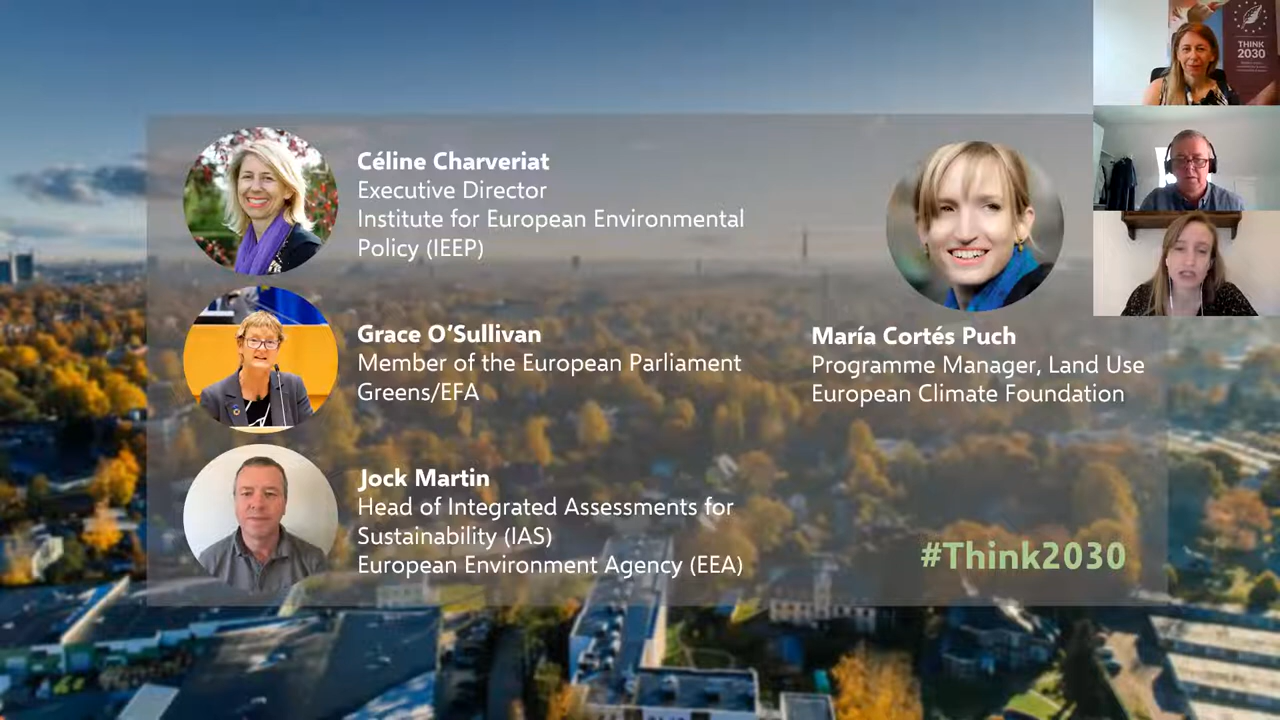 Céline Charveriat
Executive Director
Institute for European Environmental
Policy (IEEP)
Grace O'Sullivan
Member of the European Parliament
Greens/EFA
Jock Martin
Head of Integrated Assessments for
Sustainability (IAS)
European Environment Agency (EEA)
María Cortés Puch
Programme Manager, Land Use
European Climate Foundation
#Think2030
THINK
2030